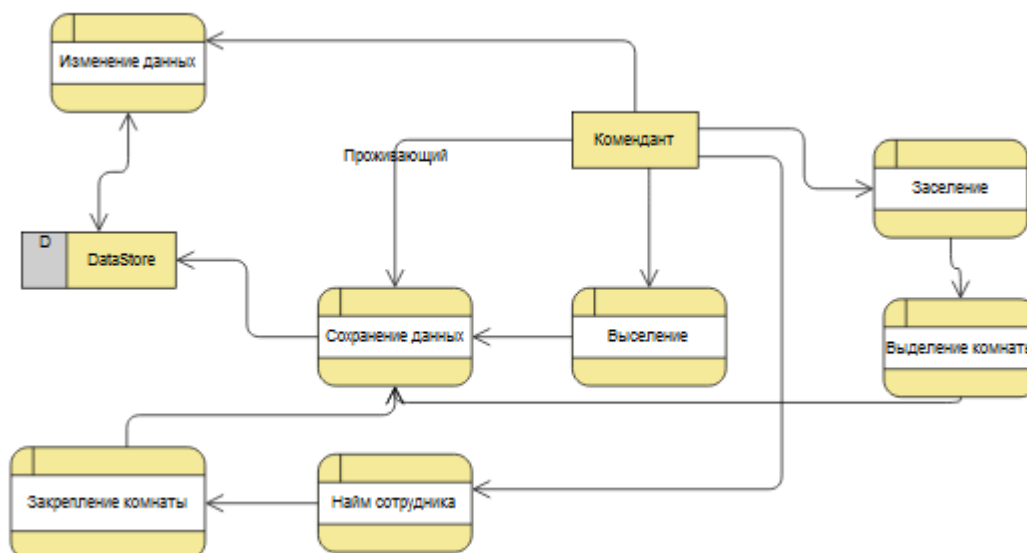 Изменение данных
Комендант
Проживающий
Заселение
D
DataStore
Сохранение данных
Выселение
Выделение комнаты
Закрепление комнаты
Найм сотрудника